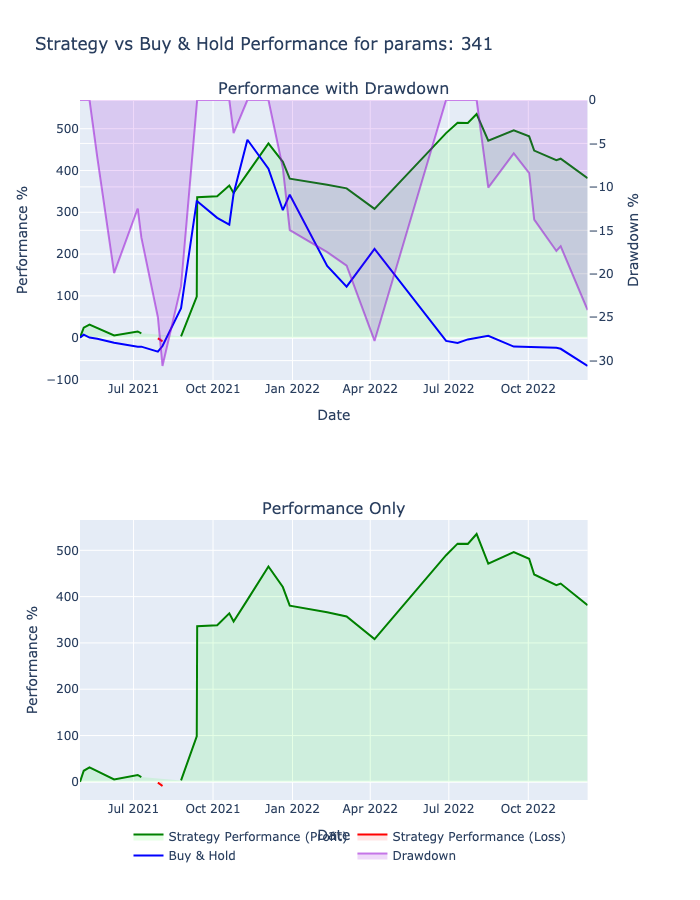 Strategy vs Buy & Hold Performance for params: 341
Performance with Drawdown
500
400
300
200
100
0
−100
Performance %
0
−5
−10
−15
−20
−25
−30
Drawdown %
Jul 2021 Oct 2021 Jan 2022 Apr 2022 Jul 2022 Oct 2022
Date
Performance Only
500
400
300
200
100
0
Performance %
Jul 2021 Oct 2021 Jan 2022 Apr 2022 Jul 2022 Oct 2022
Date
Strategy Performance (Profit) Strategy Performance (Loss)
Buy & Hold Drawdown